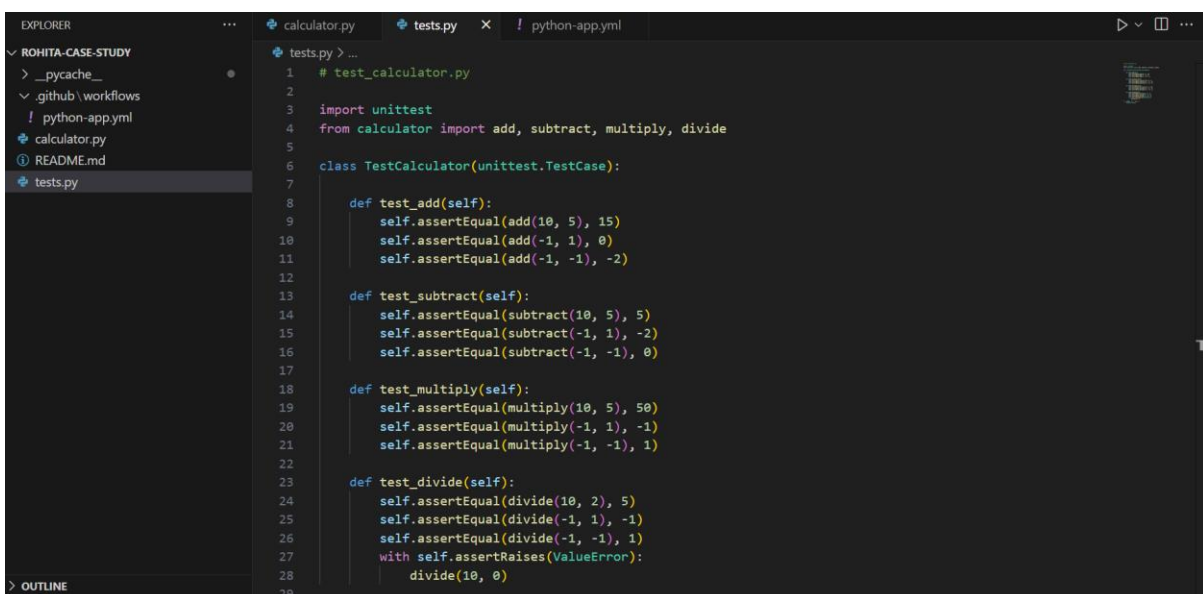 EXPLORER ...
ROHITA-CASE-STUDY
__pycache__
.github\workflows
! python-app.yml
calculator.py
README.md
tests.py
OUTLINE
calculator.py tests.py X ! python-app.yml
tests.py > ...
1 # test_calculator.py
2
3 import unittest
4 from calculator import add, subtract, multiply, divide
5
6 class TestCalculator(unittest.TestCase):
7
8 def test_add(self):
9 self.assertEqual(add(10, 5), 15)
10 self.assertEqual(add(-1, 1), 0)
11 self.assertEqual(add(-1, -1), -2)
12
13 def test_subtract(self):
14 self.assertEqual(subtract(10, 5), 5)
15 self.assertEqual(subtract(-1, 1), -2)
16 self.assertEqual(subtract(-1, -1), 0)
17
18 def test_multiply(self):
19 self.assertEqual(multiply(10, 5), 50)
20 self.assertEqual(multiply(-1, 1), -1)
21 self.assertEqual(multiply(-1, -1), 1)
22
23 def test_divide(self):
24 self.assertEqual(divide(10, 2), 5)
25 self.assertEqual(divide(-1, 1), -1)
26 self.assertEqual(divide(-1, -1), 1)
27 with self.assertRaises(ValueError):
28 divide(10, 0)
29